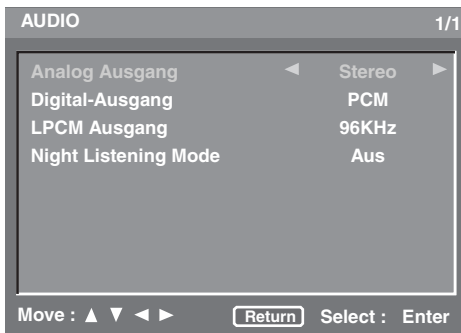 AUDIO 1/1
Analog Ausgang ◄ Stereo ►
Digital-Ausgang PCM
LPCM Ausgang 96KHz
Night Listening Mode Aus
Move : ▲ ▼ ◄ ► Return Select : Enter